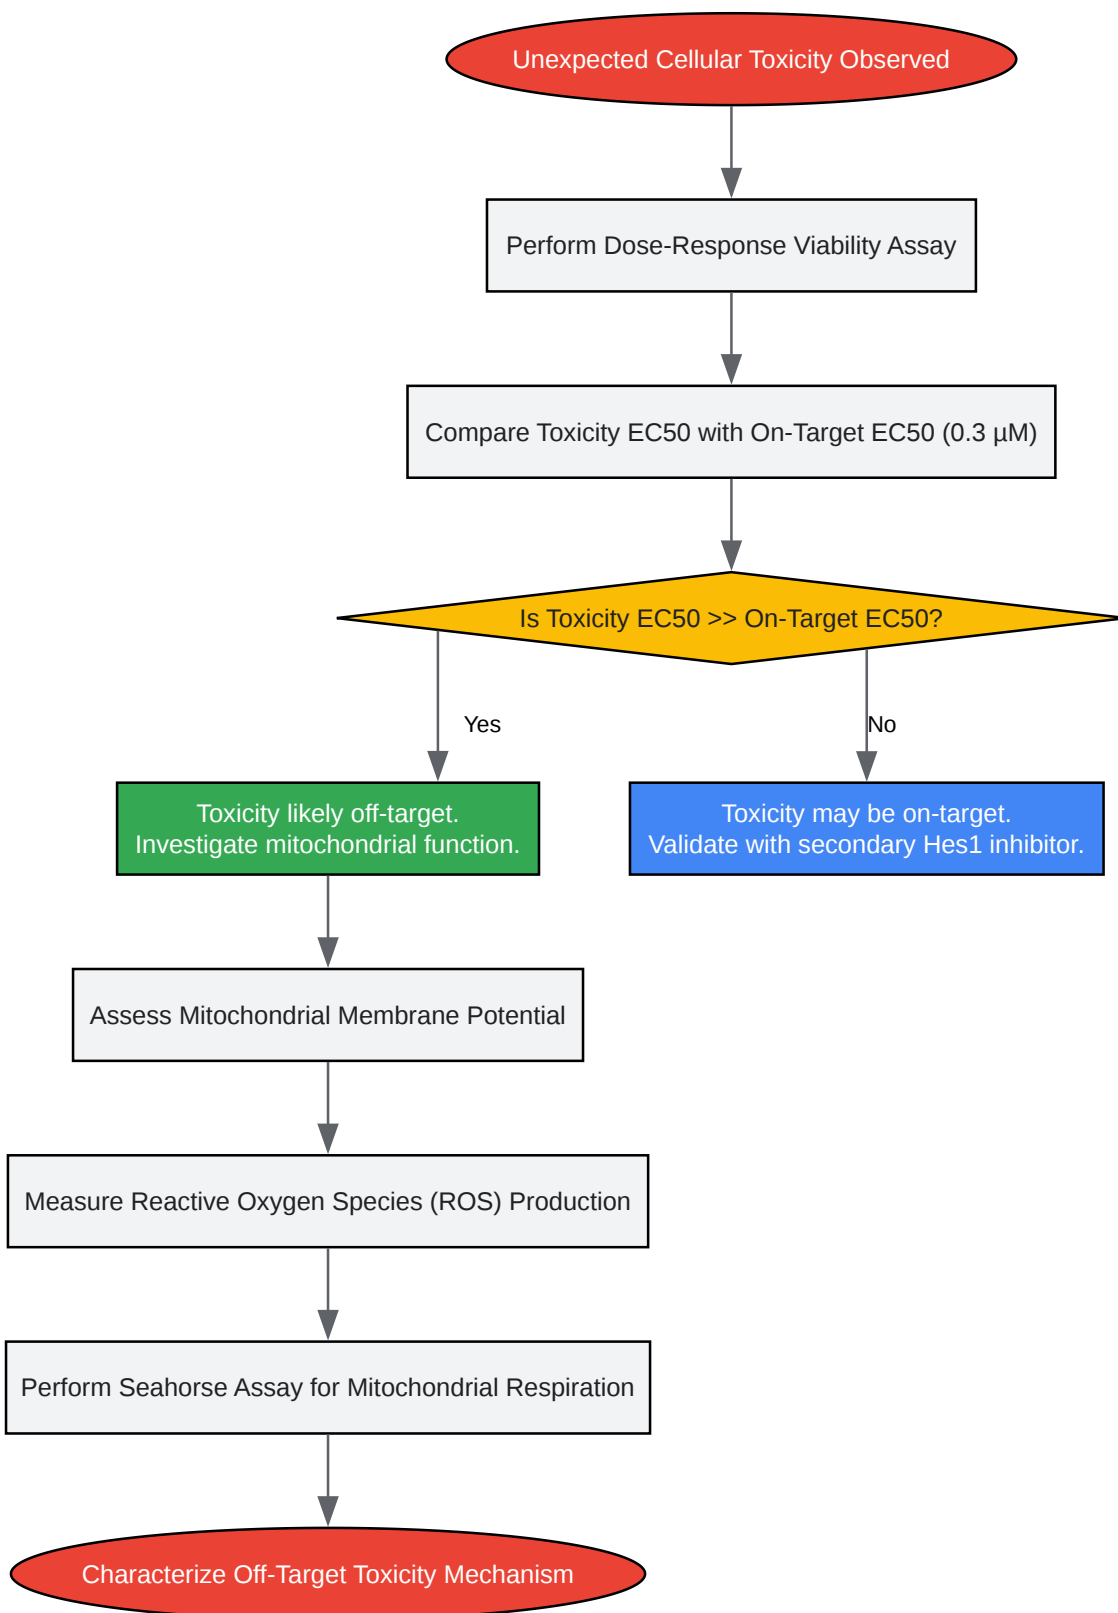 Unexpected Cellular Toxicity Observed
Perform Dose-Response Viability Assay
Compare Toxicity EC50 with On-Target EC50 (0.3 µM)
Is Toxicity EC50 >> On-Target EC50?
Yes
No
Toxicity likely off-target.
Investigate mitochondrial function.
Toxicity may be on-target.
Validate with secondary Hes1 inhibitor.
Assess Mitochondrial Membrane Potential
Measure Reactive Oxygen Species (ROS) Production
Perform Seahorse Assay for Mitochondrial Respiration
Characterize Off-Target Toxicity Mechanism